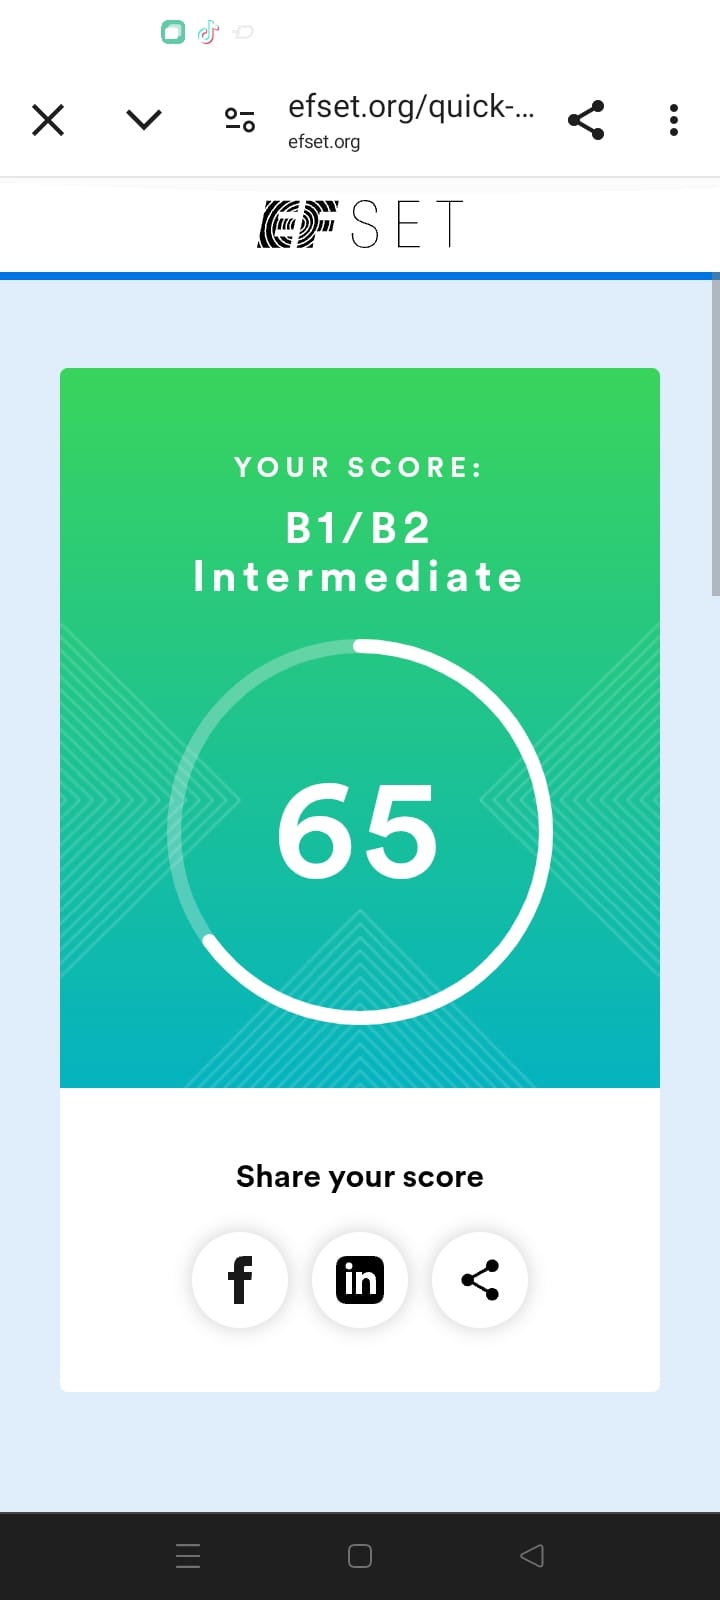 efset.org/quick-...
efset.org
EF SET
YOUR SCORE:
B1/B2
Intermediate
65
Share your score
f
in